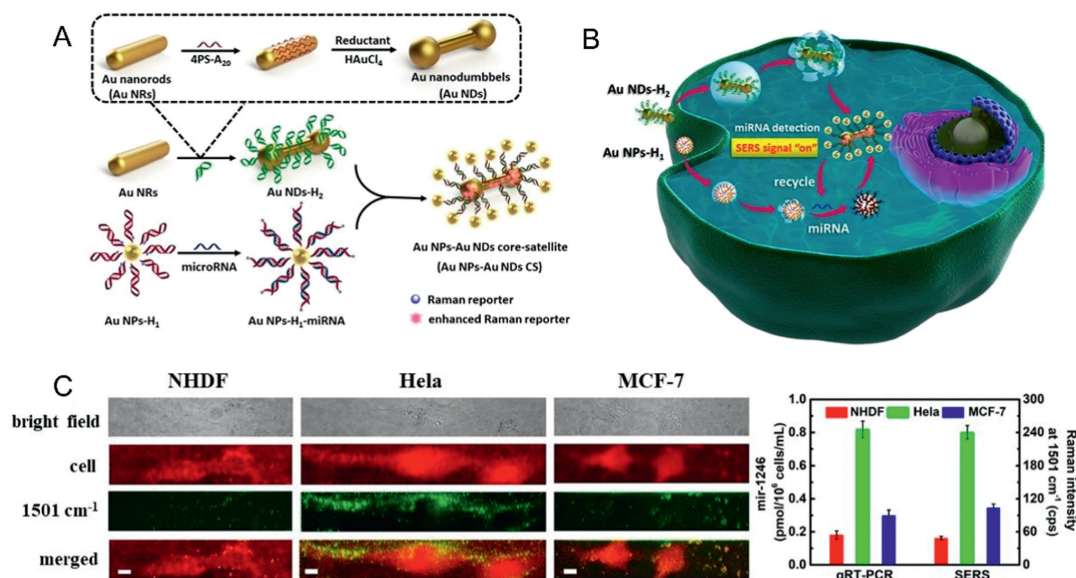 A
4PS-A20
Reductant
HAuCl4
Au nanorods
(Au NRs)
Au nanodumbbels
(Au NDs)
Au NRs
Au NDs-H2
microRNA
Au NPs-H1
Au NPs-H1-miRNA
Au NPs-Au NDs core-satellite
(Au NPs-Au NDs CS)
Raman reporter
enhanced Raman reporter
B
Au NDs-H2
Au NPs-H1
miRNA detection
SERS signal "on"
recycle
miRNA
C
NHDF
Hela
MCF-7
bright field
cell
1501 cm-1
merged
mir-1246
(pmol/10^6 cells/mL)
1.0
0.8
0.6
0.4
0.2
0.0
NHDF
Hela
MCF-7
qRT-PCR
SERS
300
240
180
120
60
0
Raman intensity
at 1501 cm-1 (cps)